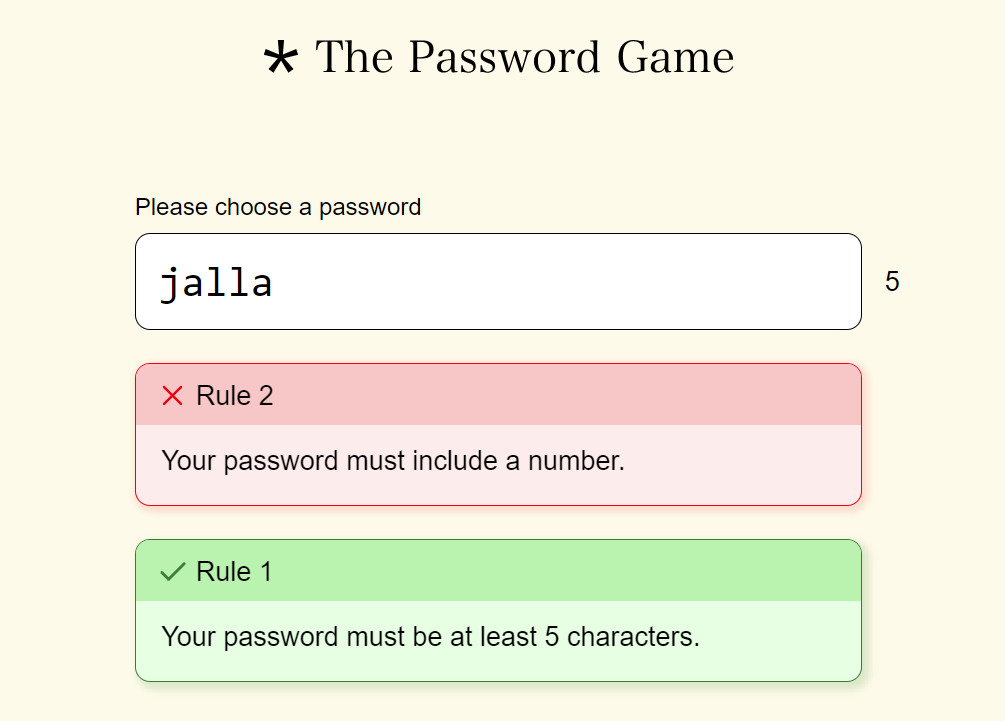 * The Password Game
Please choose a password
jalla
5
Rule 2
Your password must include a number.
Rule 1
Your password must be at least 5 characters.